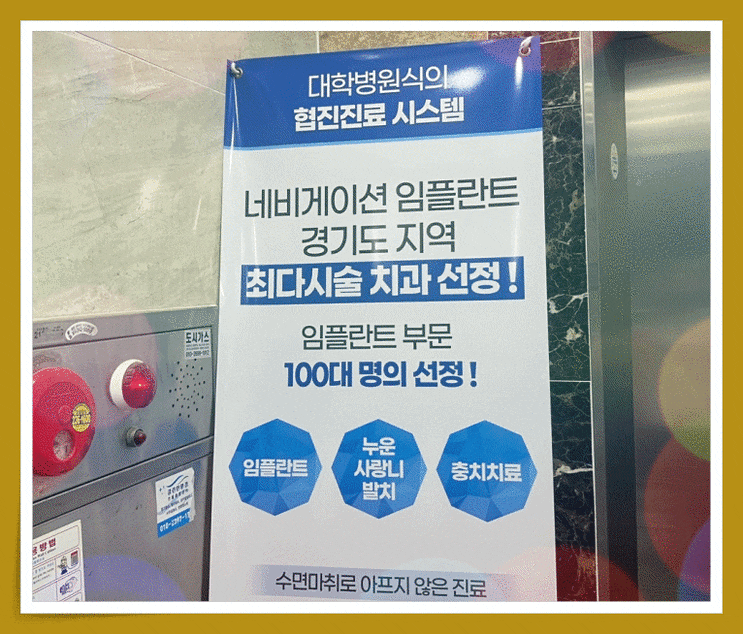 대학병원식의
협진진료 시스템
네비게이션 임플란트
경기도 지역
최다시술 치과 선정 !
임플란트 부문
100대 명의 선정 !
임플란트
누운
사랑니
발치
충치치료
수면마취로 아프지 않은 진료
도시가스
용 방 법